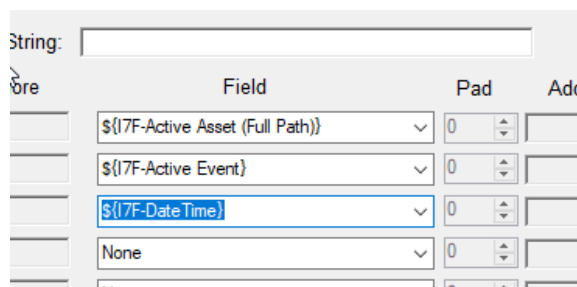 String:
ore Field Pad Add
${I7F-Active Asset (Full Path)} 0
${I7F-Active Event} 0
${I7F-DateTime} 0
None 0